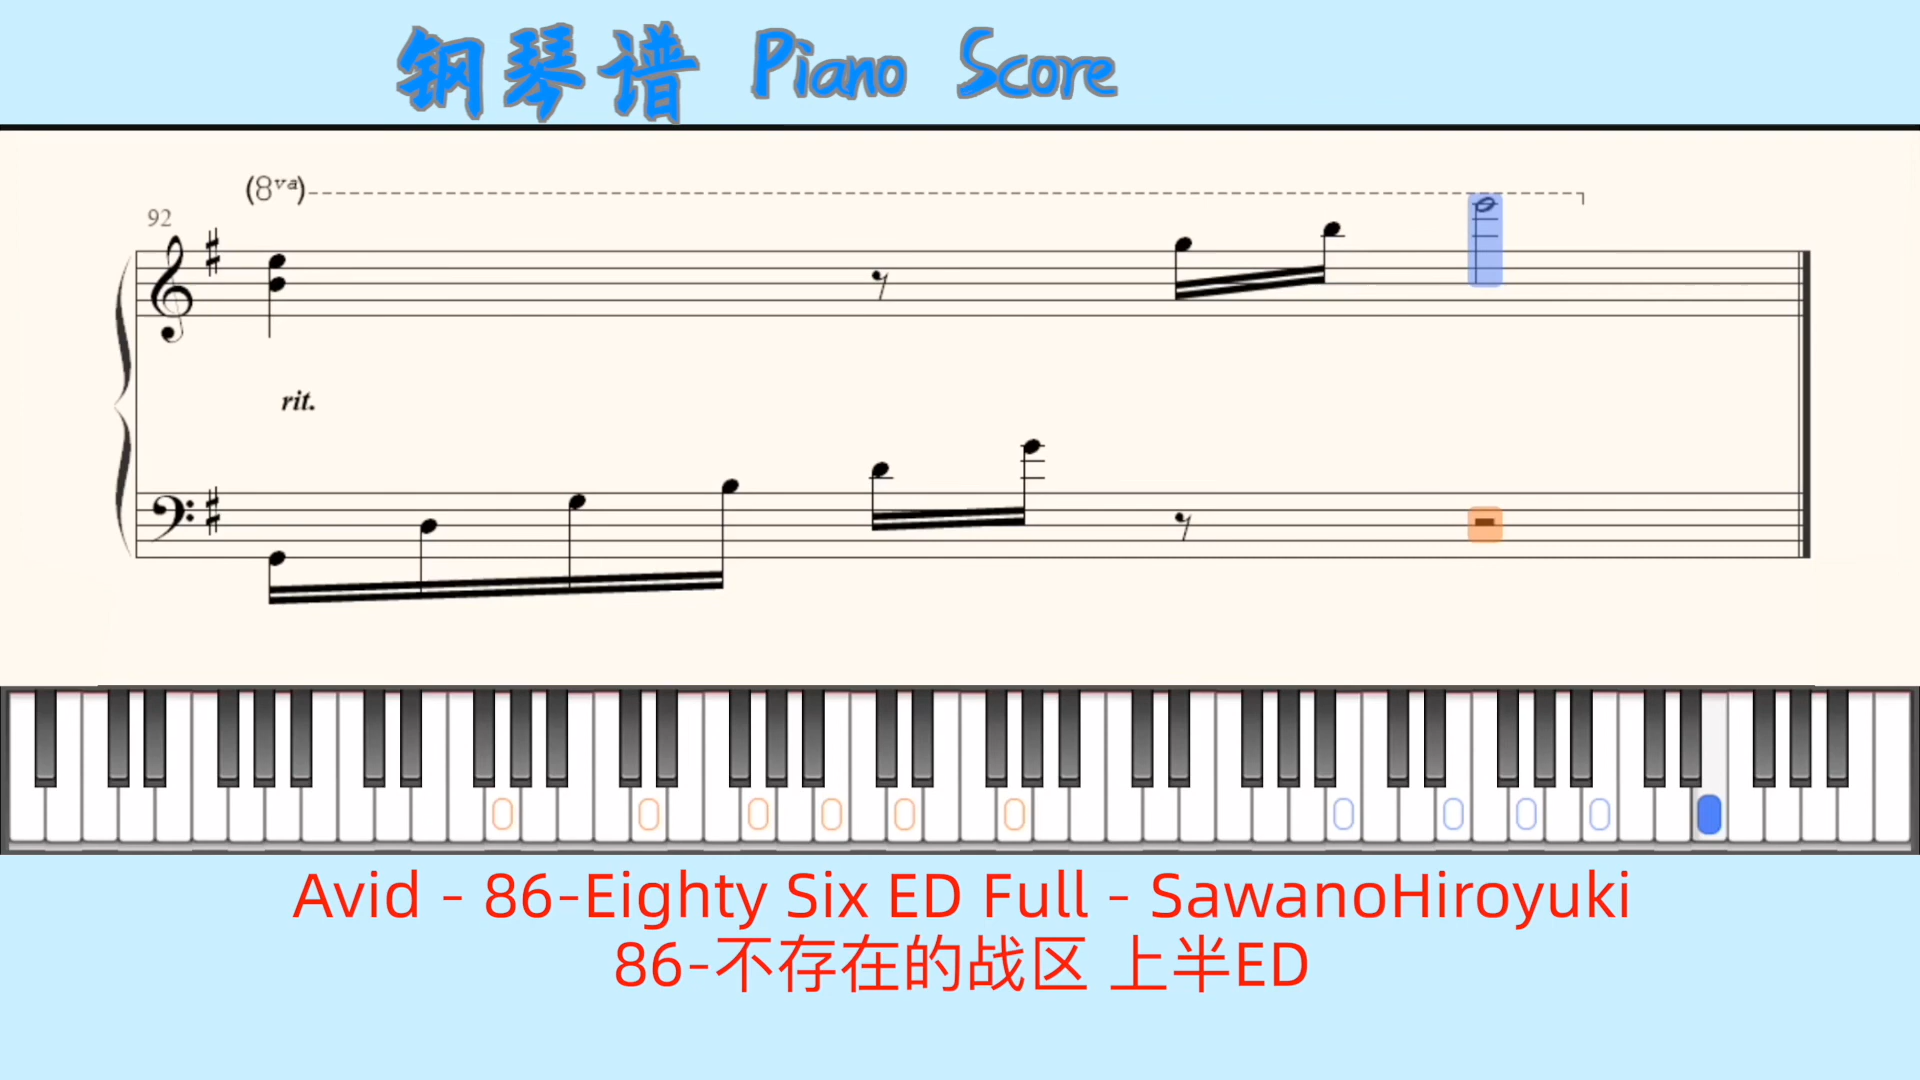 钢琴谱 Piano Score
(8va)
92
rit.
Avid - 86-Eighty Six ED Full - SawanoHiroyuki
86-不存在的战区 上半ED